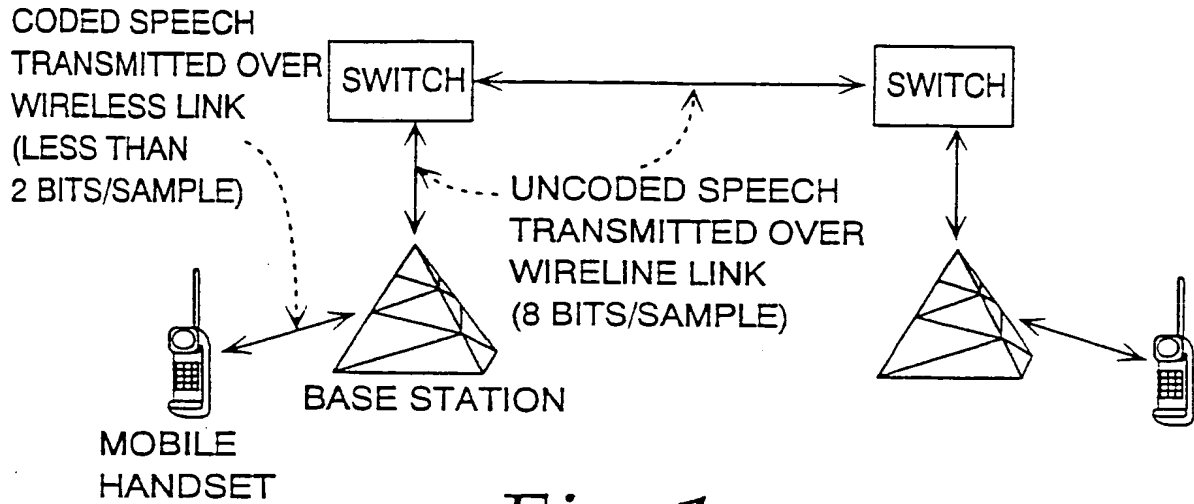 CODED SPEECH
TRANSMITTED OVER
WIRELESS LINK
(LESS THAN
2 BITS/SAMPLE)
SWITCH
SWITCH
UNCODED SPEECH
TRANSMITTED OVER
WIRELINE LINK
(8 BITS/SAMPLE)
BASE STATION
MOBILE
HANDSET